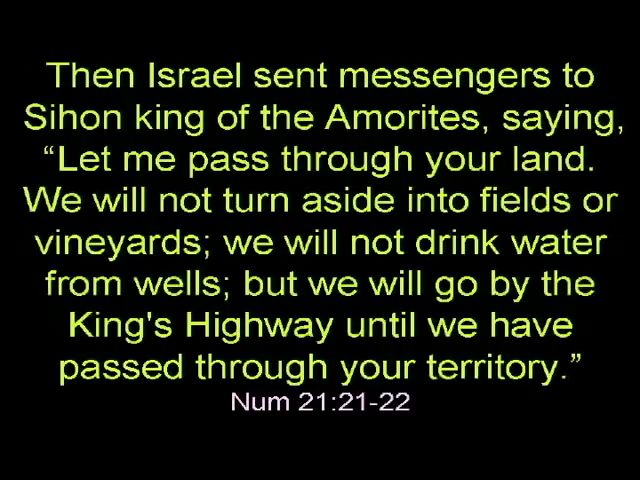 Then Israel sent messengers to
Sihon king of the Amorites, saying,
“Let me pass through your land.
We will not turn aside into fields or
vineyards; we will not drink water
from wells; but we will go by the
King's Highway until we have
passed through your territory.”
Num 21:21-22